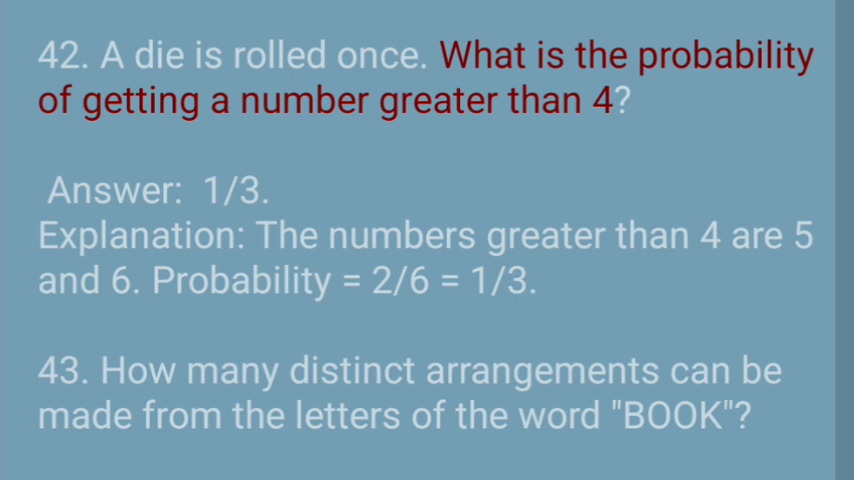 42. A die is rolled once. What is the probability
of getting a number greater than 4?
Answer: 1/3.
Explanation: The numbers greater than 4 are 5
and 6. Probability = 2/6 = 1/3.
43. How many distinct arrangements can be
made from the letters of the word "BOOK"?